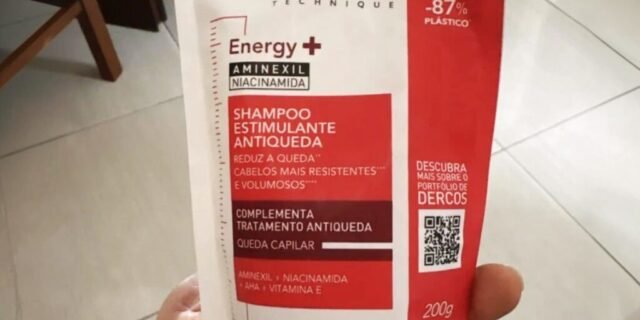 TECHNIQUE
-87%
PLÁSTICO*
Energy+
AMINEXIL
NIACINAMIDA
SHAMPOO
ESTIMULANTE
ANTIQUEDA
REDUZ A QUEDA**
CABELOS MAIS RESISTENTES***
E VOLUMOSOS****
COMPLEMENTA
TRATAMENTO ANTIQUEDA
QUEDA CAPILAR
AMINEXIL + NIACINAMIDA
+ AHA + VITAMINA E
DESCUBRA
MAIS SOBRE O
PORTFÓLIO DE
DERCOS
200g